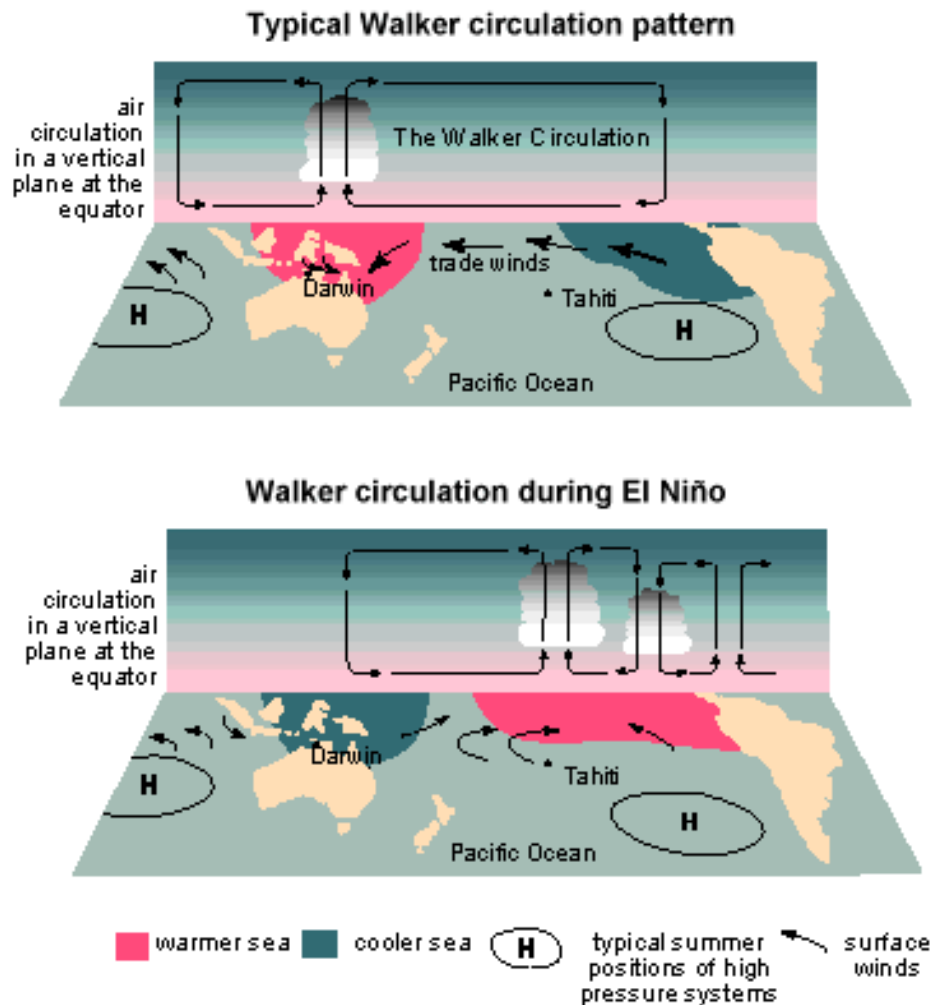 Typical Walker circulation pattern
air
circulation
in a vertical
plane at the
equator
The Walker Circulation
trade winds
Darwin
Tahiti
H
H
Pacific Ocean
Walker circulation during El Niño
air
circulation
in a vertical
plane at the
equator
Darwin
Tahiti
H
H
Pacific Ocean
warmer sea
cooler sea
H
typical summer
positions of high
pressure systems
surface
winds